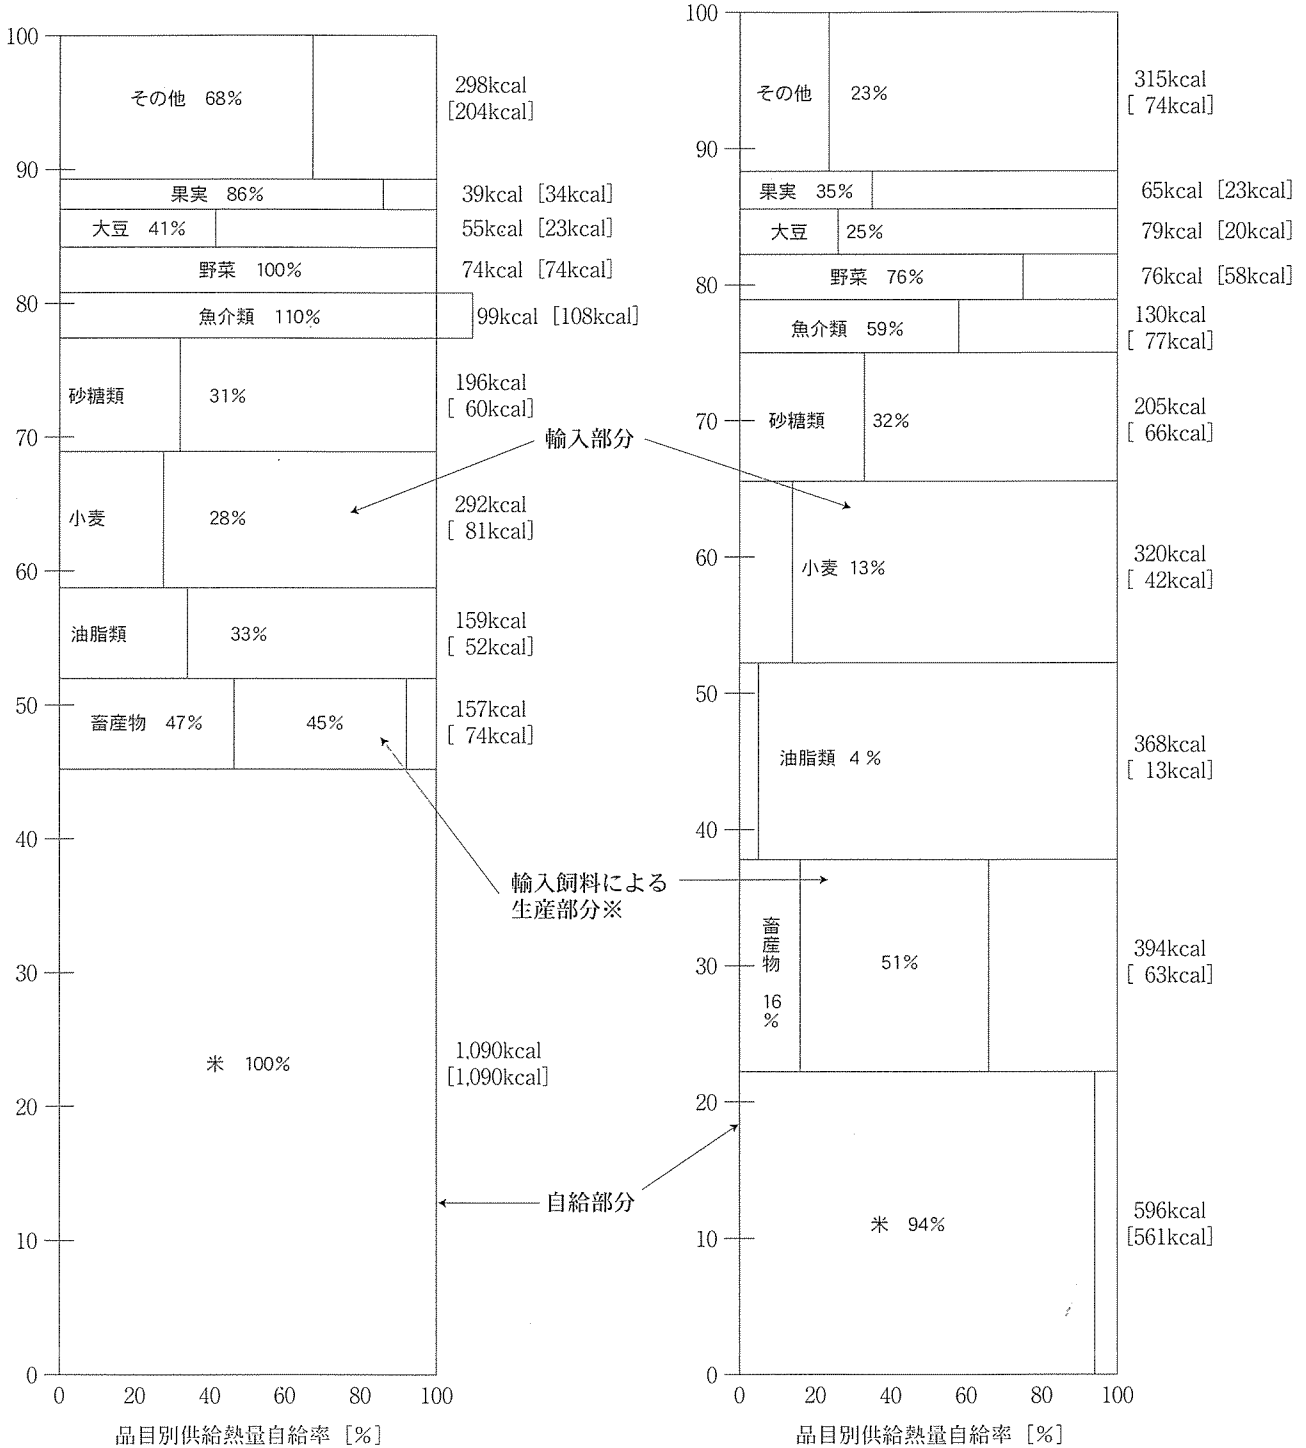 100
90
80
70
60
50
40
30
20
10
0
その他 68%
298kcal
[204kcal]
果実 86%
39kcal [34kcal]
大豆 41%
55kcal [23kcal]
野菜 100%
74kcal [74kcal]
魚介類 110%
99kcal [108kcal]
砂糖類 31%
196kcal
[ 60kcal]
小麦 28%
292kcal
[ 81kcal]
油脂類 33%
159kcal
[ 52kcal]
畜産物 47% 45%
157kcal
[ 74kcal]
米 100%
1,090kcal
[1,090kcal]
0 20 40 60 80 100
品目別供給熱量自給率 [%]
輸入部分
輸入飼料による
生産部分※
自給部分
100
90
80
70
60
50
40
30
20
10
0
その他 23%
315kcal
[ 74kcal]
果実 35%
65kcal [23kcal]
大豆 25%
79kcal [20kcal]
野菜 76%
76kcal [58kcal]
魚介類 59%
130kcal
[ 77kcal]
砂糖類 32%
205kcal
[ 66kcal]
小麦 13%
320kcal
[ 42kcal]
油脂類 4 %
368kcal
[ 13kcal]
畜産物 16%
51%
394kcal
[ 63kcal]
米 94%
596kcal
[561kcal]
0 20 40 60 80 100
品目別供給熱量自給率 [%]